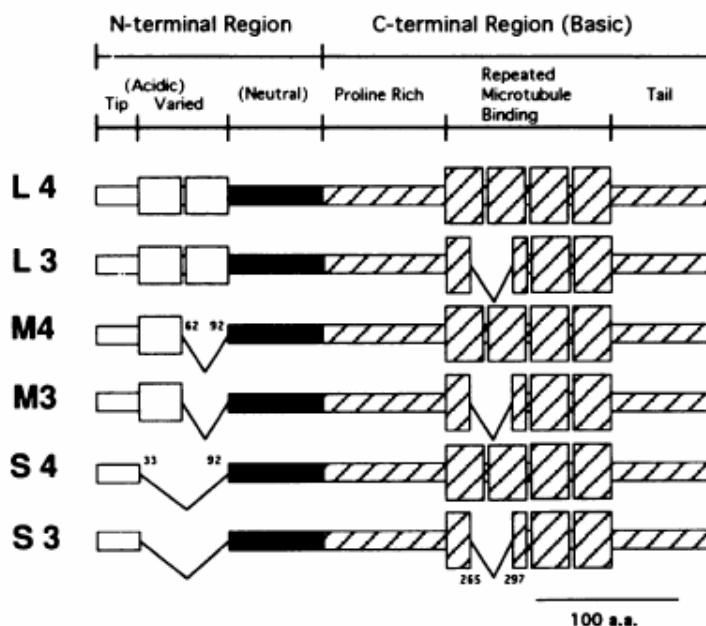 N-terminal Region C-terminal Region (Basic)
(Acidic) (Neutral) Proline Rich Repeated
Tip Varied Microtubule Tail
Binding
L 4
L 3
M4 62 92
M3
S 4 33 92
S 3
265 297
100 a.a.